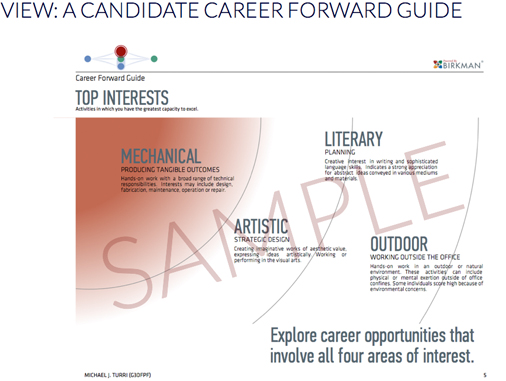 VIEW: A CANDIDATE CAREER FORWARD GUIDE
BIRKMAN
Career Forward Guide
TOP INTERESTS
Activities in which you have the greatest capacity to excel.
MECHANICAL
PRODUCING TANGIBLE OUTCOMES
Hands-on work with a broad range of technical
responsibilities. Interests may include design,
fabrication, maintenance, operation or repair.
LITERARY
PLANNING
Creative interest in writing and sophisticated
language skills. Indicates a strong appreciation
for abstract ideas conveyed in various mediums
and materials.
ARTISTIC
STRATEGIC DESIGN
Creating imaginative works of aesthetic value,
expressing ideas artistically. Working or
performing in the visual arts.
OUTDOOR
WORKING OUTSIDE THE OFFICE
Hands-on work in an outdoor or natural
environment. These activities can include
physical or mental exertion outside of office
confines. Some individuals score high because of
environmental concerns.
SAMPLE
Explore career opportunities that
involve all four areas of interest.
MICHAEL J. TURRI (G3OFPF)
5